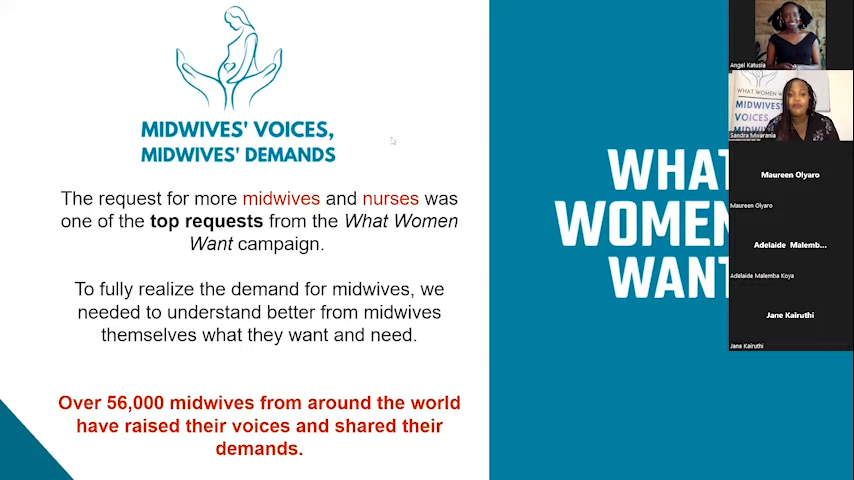 MIDWIVES' VOICES,
MIDWIVES' DEMANDS
The request for more midwives and nurses was
one of the top requests from the What Women
Want campaign.
To fully realize the demand for midwives, we
needed to understand better from midwives
themselves what they want and need.
Over 56,000 midwives from around the world
have raised their voices and shared their
demands.
WHAT
WOMEN
WANT
Angel Katusia
WHAT WOMEN W
MIDWIVES'
VOICES,
MIDWIV
Sandra Mwarania
Maureen Olyaro
Maureen Olyaro
Adelaide Malemb...
Adelaide Malemba Koya
Jane Kairuthi
Jane Kairuthi